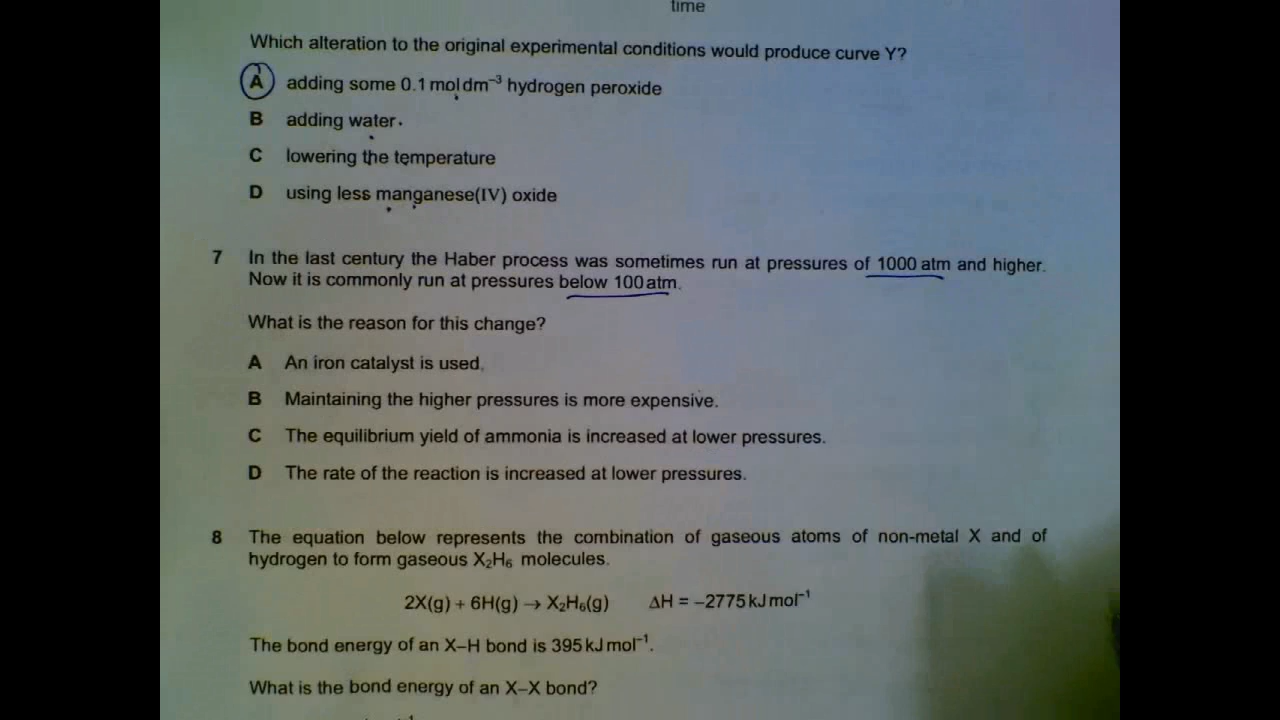 time
Which alteration to the original experimental conditions would produce curve Y?
A adding some 0.1 mol dm⁻³ hydrogen peroxide
B adding water.
C lowering the temperature
D using less manganese(IV) oxide
7 In the last century the Haber process was sometimes run at pressures of 1000 atm and higher.
Now it is commonly run at pressures below 100 atm.
What is the reason for this change?
A An iron catalyst is used.
B Maintaining the higher pressures is more expensive.
C The equilibrium yield of ammonia is increased at lower pressures.
D The rate of the reaction is increased at lower pressures.
8 The equation below represents the combination of gaseous atoms of non-metal X and of
hydrogen to form gaseous X₂H₆ molecules.
2X(g) + 6H(g) → X₂H₆(g) ΔH = −2775 kJ mol⁻¹
The bond energy of an X–H bond is 395 kJ mol⁻¹.
What is the bond energy of an X–X bond?